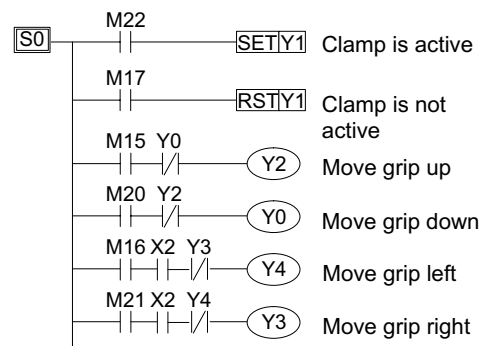 M22
S0 SET Y1 Clamp is active
M17
RST Y1 Clamp is not
active
M15 Y0
Y2 Move grip up
M20 Y2
Y0 Move grip down
M16 X2 Y3
Y4 Move grip left
M21 X2 Y4
Y3 Move grip right